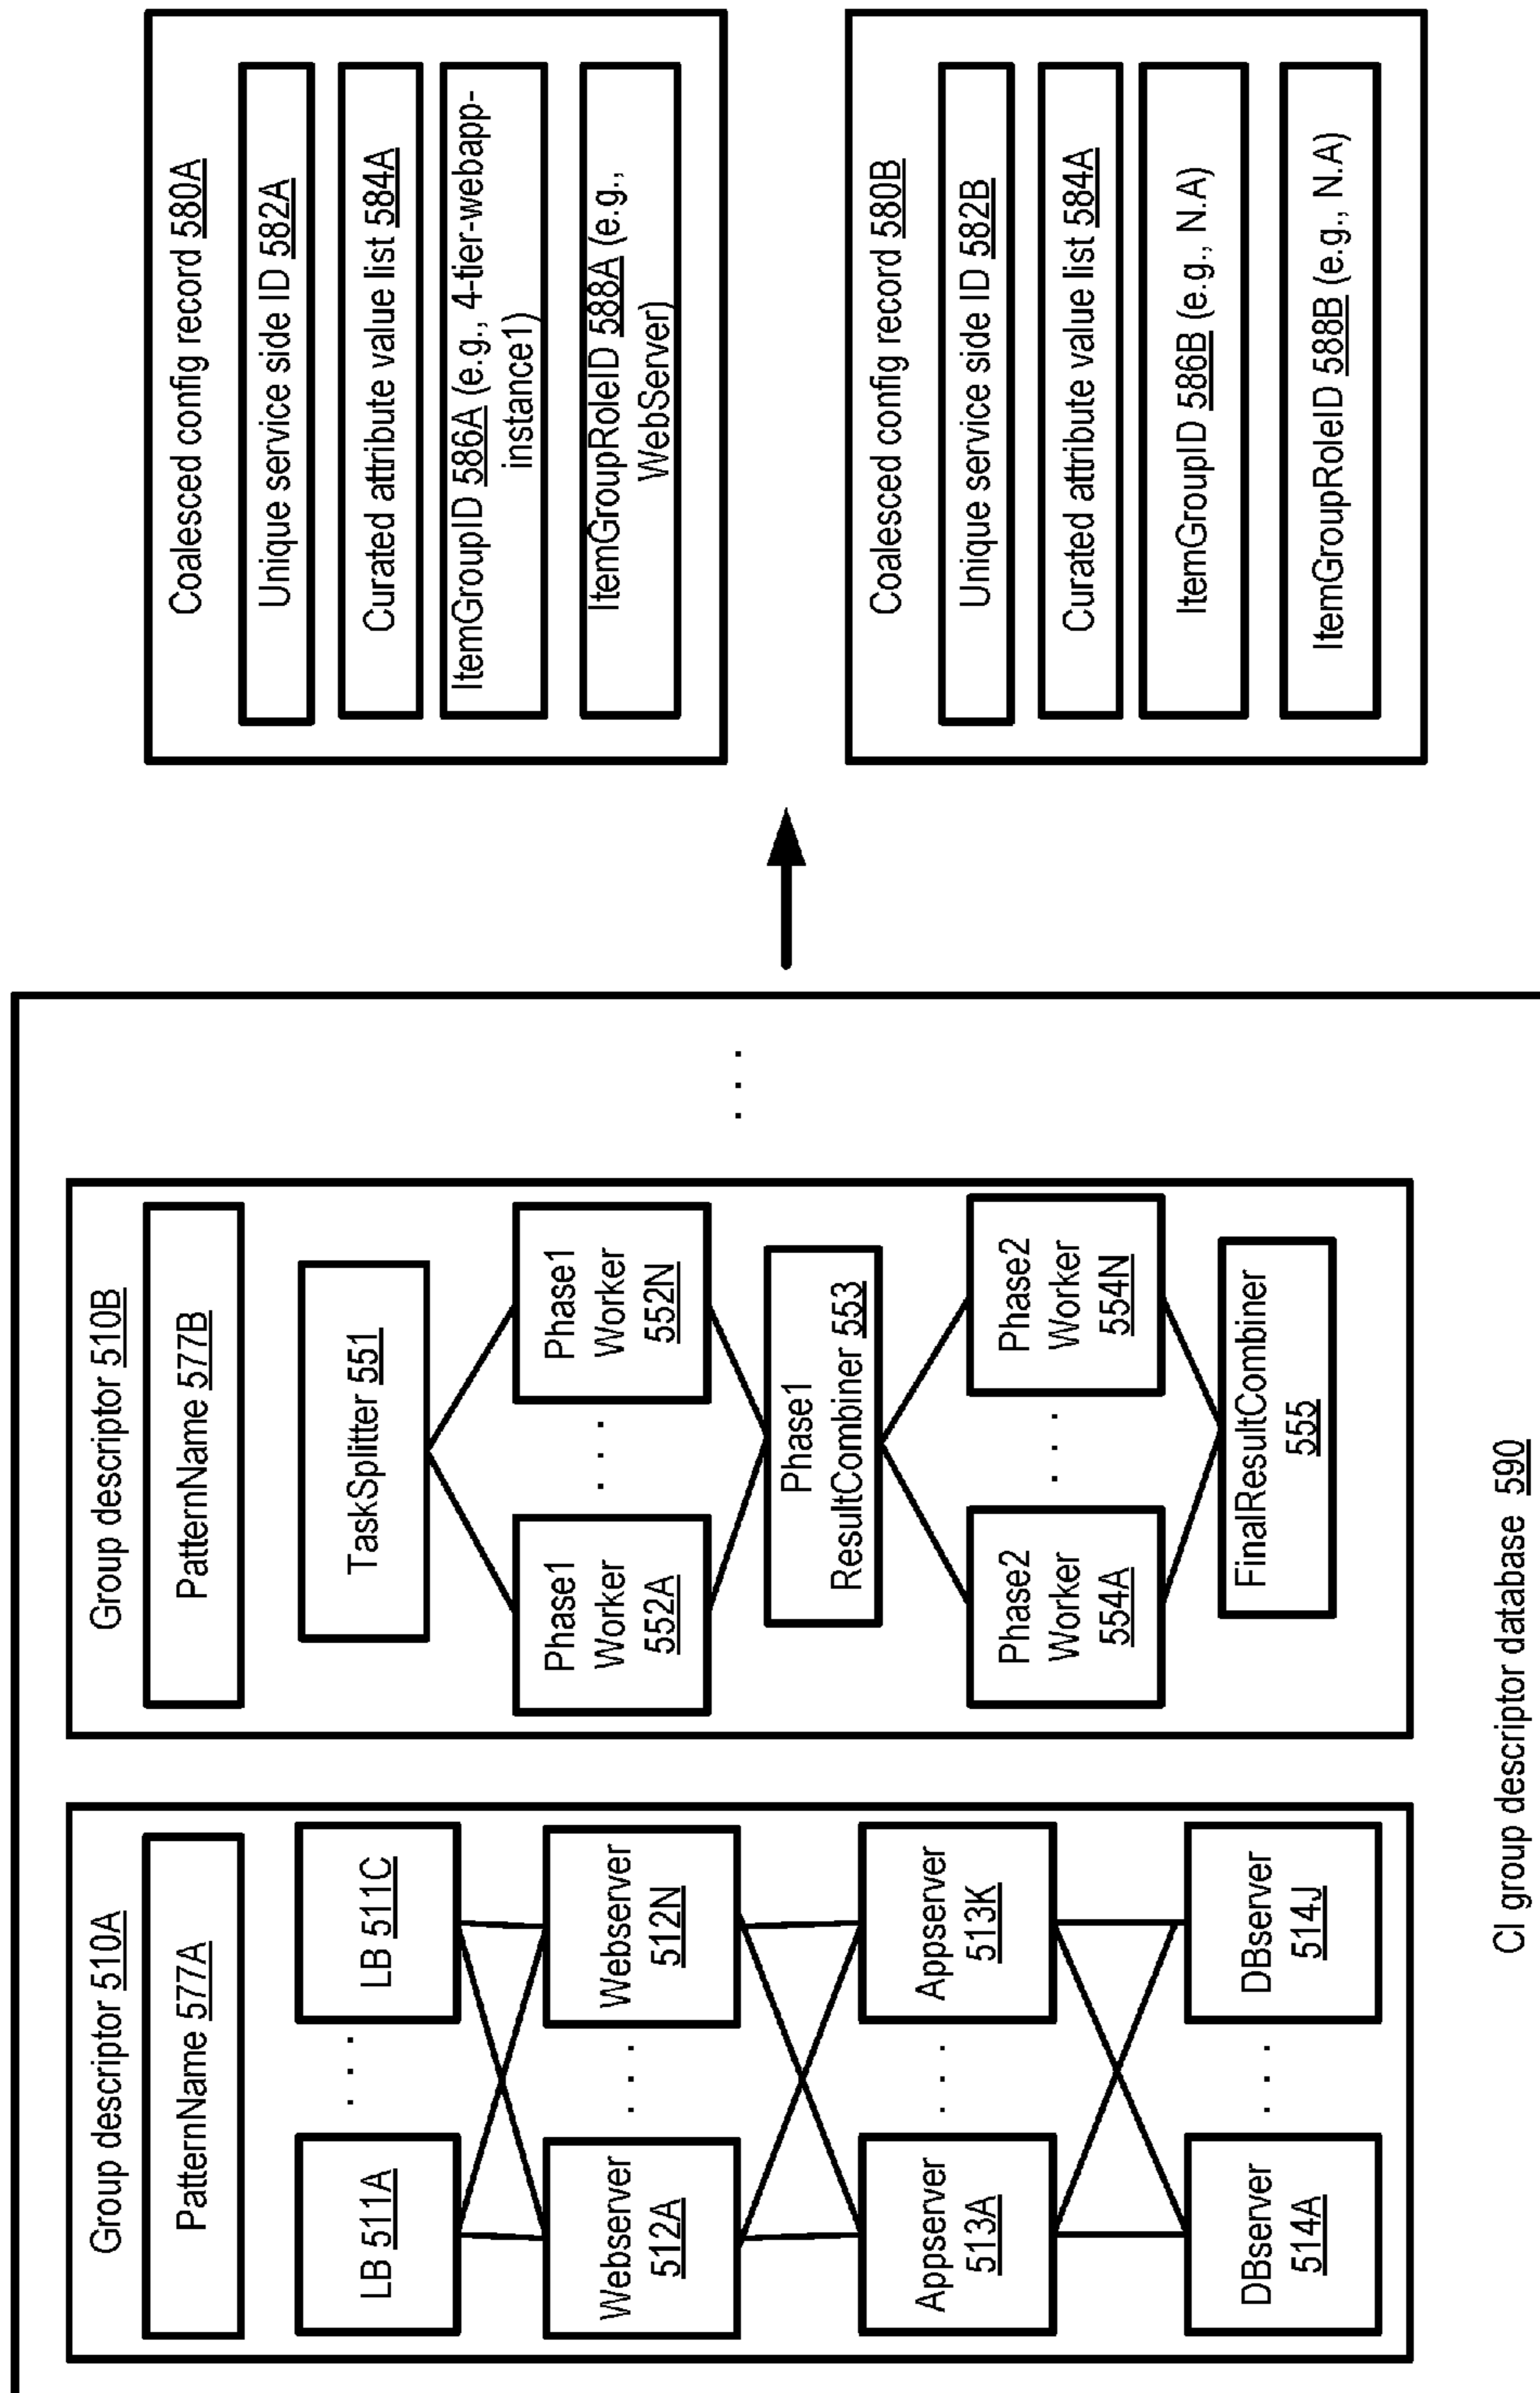 Group descriptor 510A
PatternName 577A
LB 511A
. . .
LB 511C
Webserver
512A
. . .
Webserver
512N
Appserver
513A
. . .
Appserver
513K
DBserver
514A
. . .
DBserver
514J
Group descriptor 510B
PatternName 577B
TaskSplitter 551
Phase1
Worker
552A
. . .
Phase1
Worker
552N
Phase1
ResultCombiner 553
Phase2
Worker
554A
. . .
Phase2
Worker
554N
FinalResultCombiner
555
. . .
CI group descriptor database 590
Coalesced config record 580A
Unique service side ID 582A
Curated attribute value list 584A
ItemGroupID 586A (e.g., 4-tier-webapp-
instance1)
ItemGroupRoleID 588A (e.g.,
WebServer)
Coalesced config record 580B
Unique service side ID 582B
Curated attribute value list 584A
ItemGroupID 586B (e.g., N.A)
ItemGroupRoleID 588B (e.g., N.A)